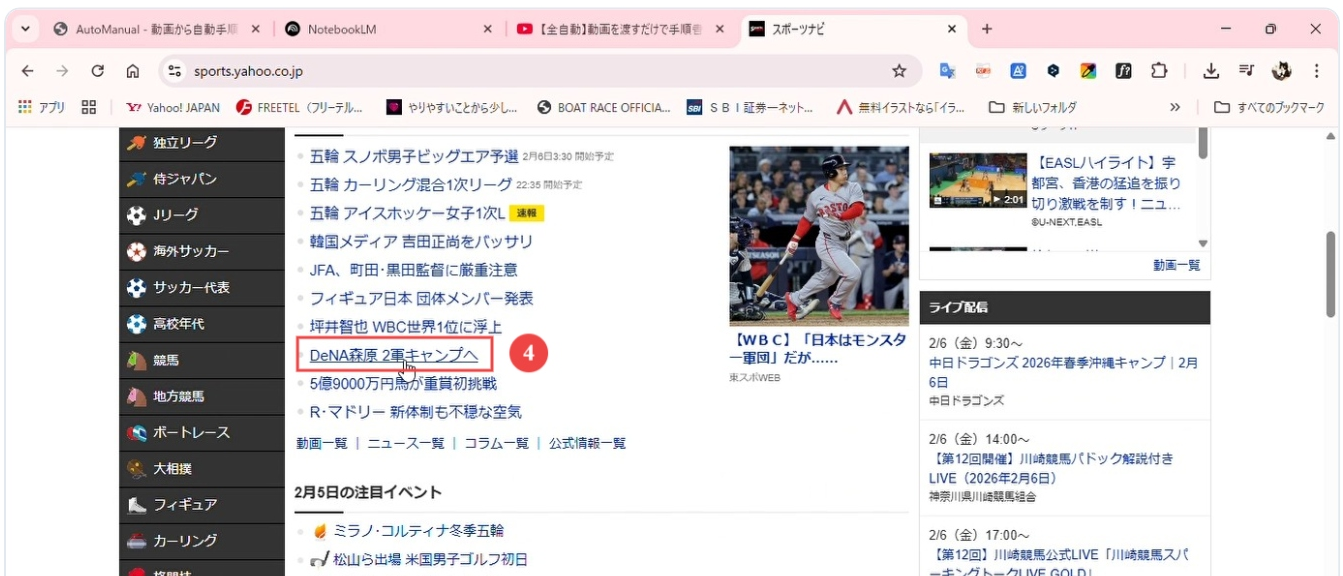 AutoManual - 動画から自動手順
NotebookLM
【全自動】動画を渡すだけで手順書
スポーツナビ
sports.yahoo.co.jp
アプリ
Yahoo! JAPAN
FREETEL（フリーテル...
やりやすいことから少し...
BOAT RACE OFFICIA...
ＳＢＩ証券ーネット...
無料イラストなら「イラ...
新しいフォルダ
»
すべてのブックマーク
独立リーグ
侍ジャパン
Jリーグ
海外サッカー
サッカー代表
高校年代
競馬
地方競馬
ボートレース
大相撲
フィギュア
カーリング
五輪 スノボ男子ビッグエア予選 2月6日3:30 開始予定
五輪 カーリング混合1次リーグ 22:35 開始予定
五輪 アイスホッケー女子1次L 速報
韓国メディア 吉田正尚をバッサリ
JFA、町田・黒田監督に厳重注意
フィギュア日本 団体メンバー発表
坪井智也 WBC世界1位に浮上
DeNA森原 2軍キャンプへ
4
5億9000万円馬が重賞初挑戦
R・マドリー 新体制も不穏な空気
動画一覧 | ニュース一覧 | コラム一覧 | 公式情報一覧
2月5日の注目イベント
ミラノ・コルティナ冬季五輪
松山ら出場 米国男子ゴルフ初日
【ＷＢＣ】「日本はモンスタ
ー軍団」だが……
東スポWEB
【EASLハイライト】宇
都宮、香港の猛追を振り
切り激戦を制す！ニュ...
©U-NEXT,EASL
2:01
動画一覧
ライブ配信
2/6（金）9:30～
中日ドラゴンズ 2026年春季沖縄キャンプ｜2月
6日
中日ドラゴンズ
2/6（金）14:00～
【第12回開催】川崎競馬パドック解説付き
LIVE（2026年2月6日）
神奈川県川崎競馬組合
2/6（金）17:00～
【第12回】川崎競馬公式LIVE「川崎競馬スパ
ーキングトークLIVE GOLD」